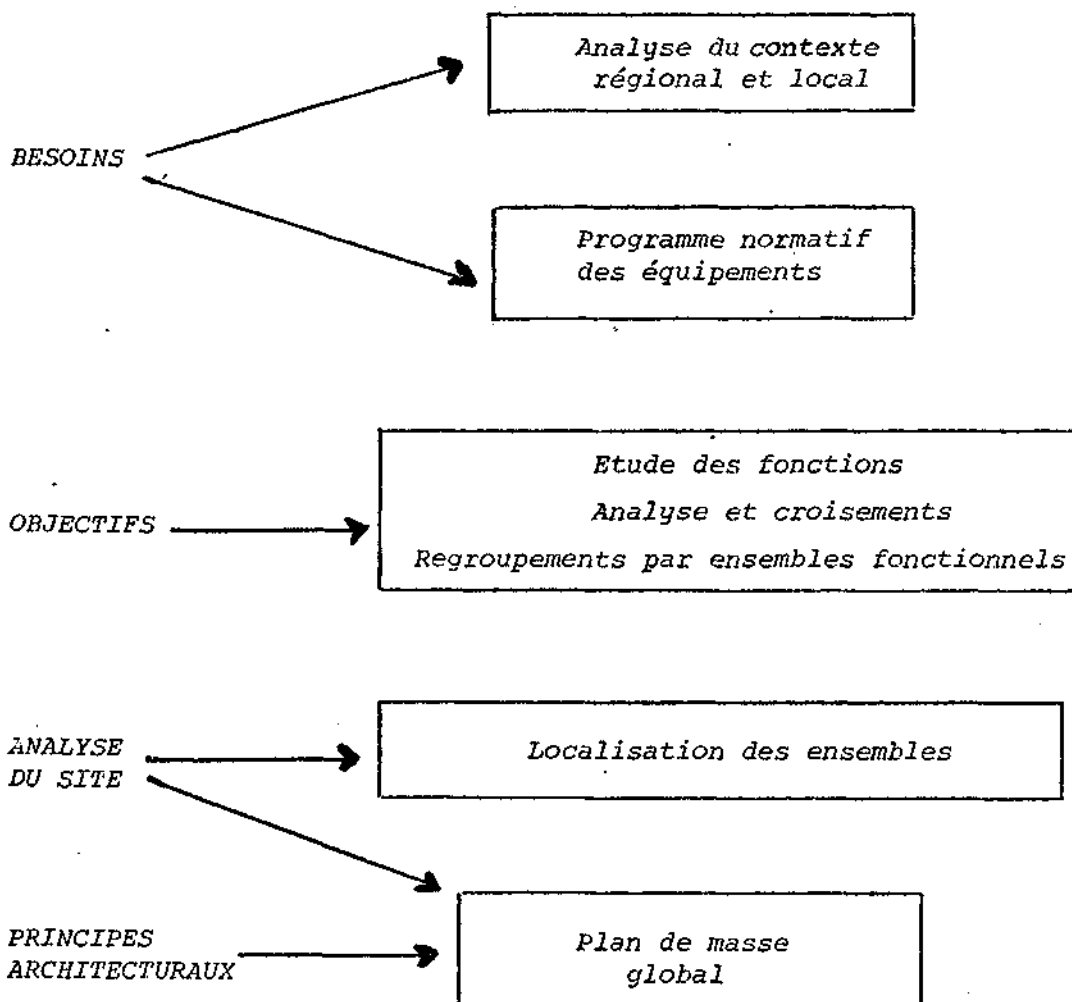 Analyse du contexte
régional et local
BESOINS
Programme normatif
des équipements
Etude des fonctions
OBJECTIFS
Analyse et croisements
Regroupements par ensembles fonctionnels
ANALYSE
DU SITE
Localisation des ensembles
PRINCIPES
ARCHITECTURAUX
Plan de masse
global